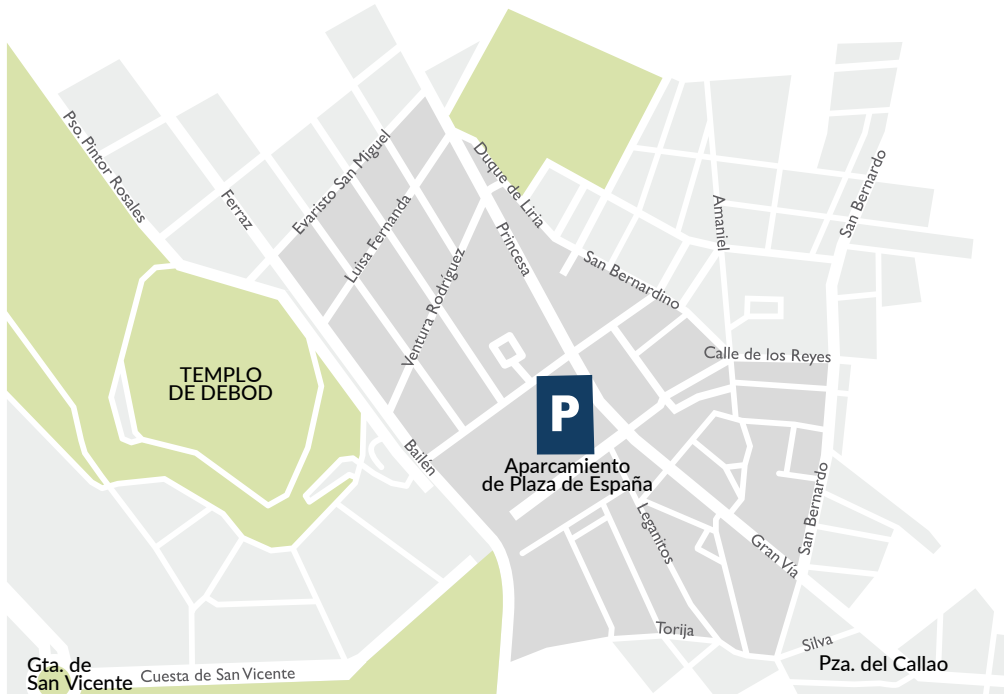 Pso. Pintor Rosales
Ferraz
Evaristo San Miguel
Luisa Fernanda
Ventura Rodríguez
Duque de Liria
Princesa
San Bernardino
Amaniel
San Bernardo
Calle de los Reyes
TEMPLO
DE DEBOD
P
Aparcamiento
de Plaza de España
Bailén
Leganitos
Gran Vía
San Bernardo
Torija
Silva
Pza. del Callao
Gta. de
San Vicente
Cuesta de San Vicente